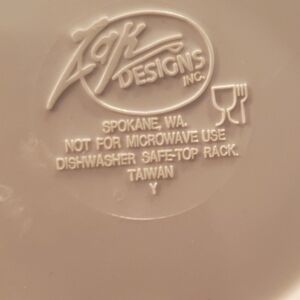 Zak
DESIGNS
INC.
SPOKANE, WA.
NOT FOR MICROWAVE USE
DISHWASHER SAFE-TOP RACK.
TAIWAN
Y